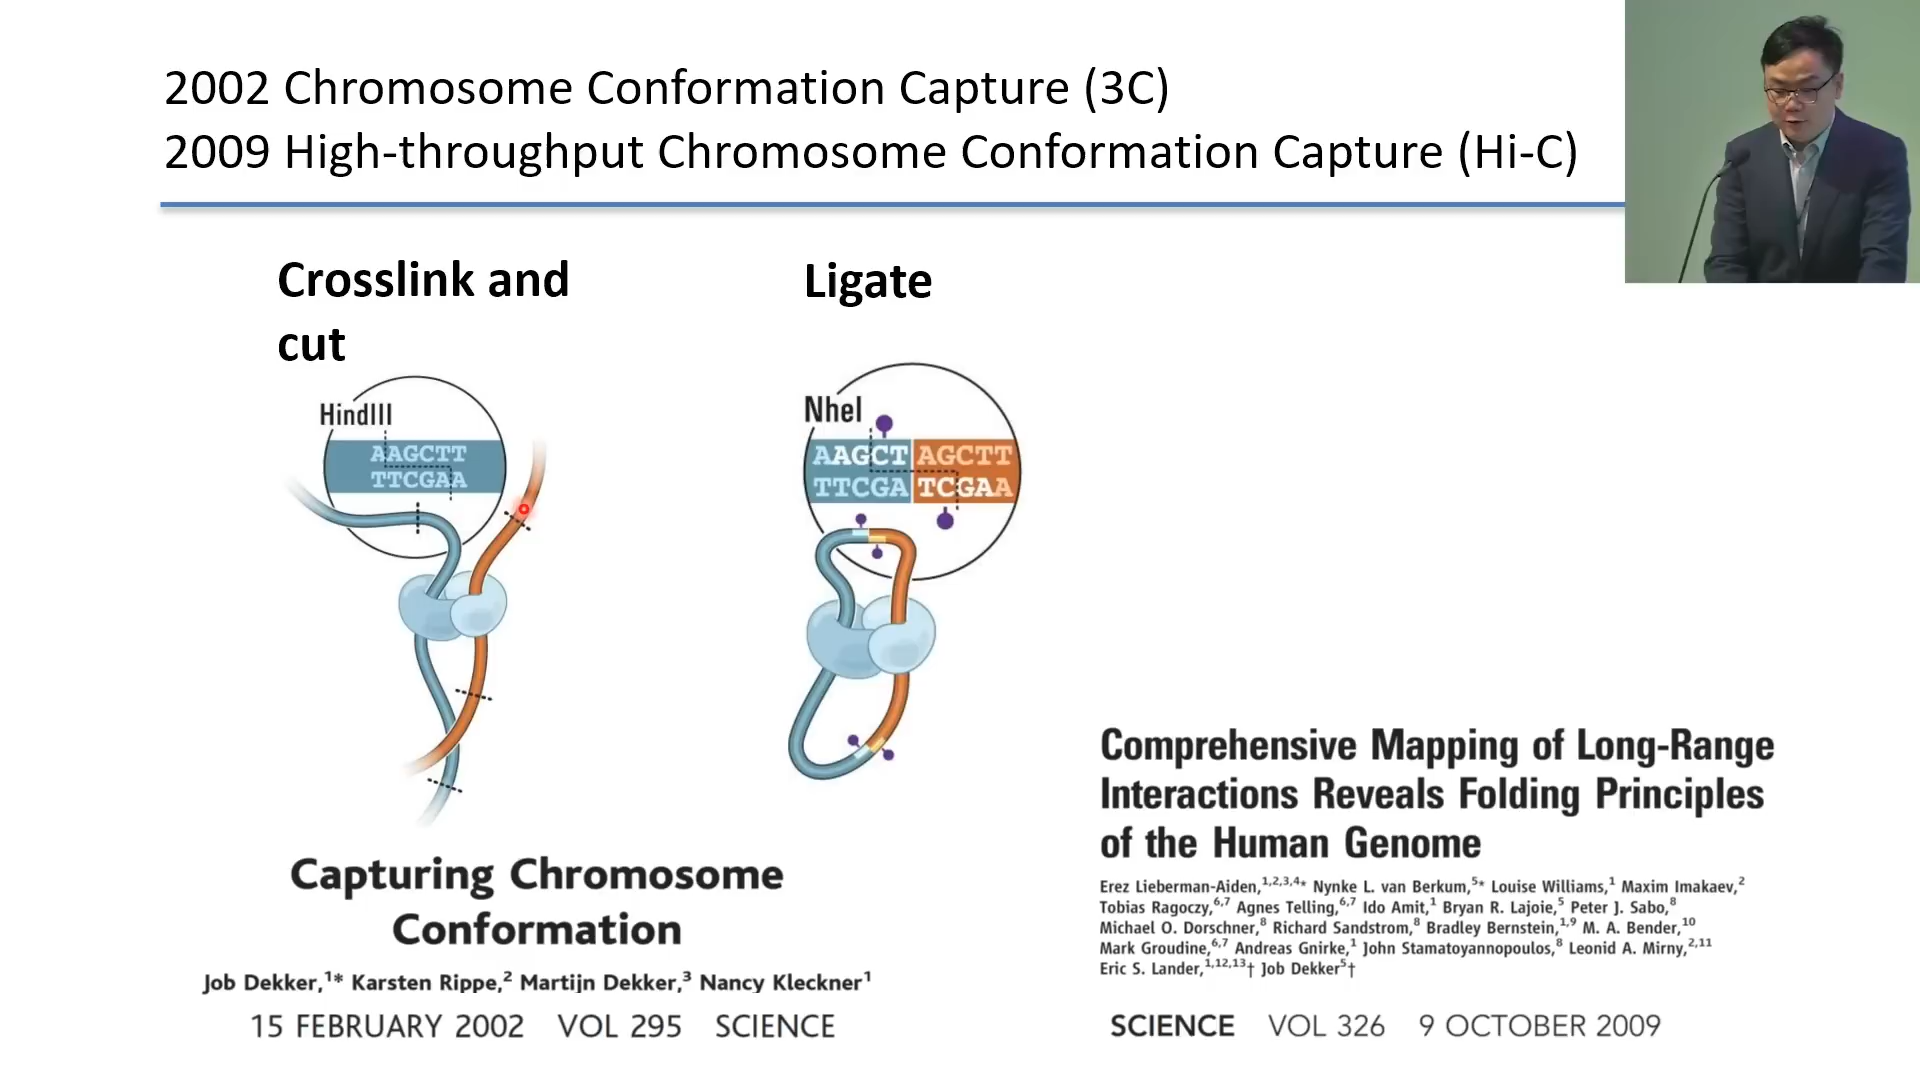 2002 Chromosome Conformation Capture (3C)
2009 High-throughput Chromosome Conformation Capture (Hi-C)
Crosslink and
cut
HindIII
AAGCTT
TTCGAA
Ligate
NheI
AAGCT AGCTT
TTCGA TCGAA
Capturing Chromosome
Conformation
Job Dekker,1* Karsten Rippe,2 Martijn Dekker,3 Nancy Kleckner1
15 FEBRUARY 2002 VOL 295 SCIENCE
Comprehensive Mapping of Long-Range
Interactions Reveals Folding Principles
of the Human Genome
Erez Lieberman-Aiden,1,2,3,4* Nynke L. van Berkum,5* Louise Williams,1 Maxim Imakaev,2
Tobias Ragoczy,6,7 Agnes Telling,6,7 Ido Amit,1 Bryan R. Lajoie,5 Peter J. Sabo,8
Michael O. Dorschner,8 Richard Sandstrom,8 Bradley Bernstein,1,9 M. A. Bender,10
Mark Groudine,6,7 Andreas Gnirke,1 John Stamatoyannopoulos,8 Leonid A. Mirny,2,11
Eric S. Lander,1,12,13† Job Dekker5†
SCIENCE VOL 326 9 OCTOBER 2009